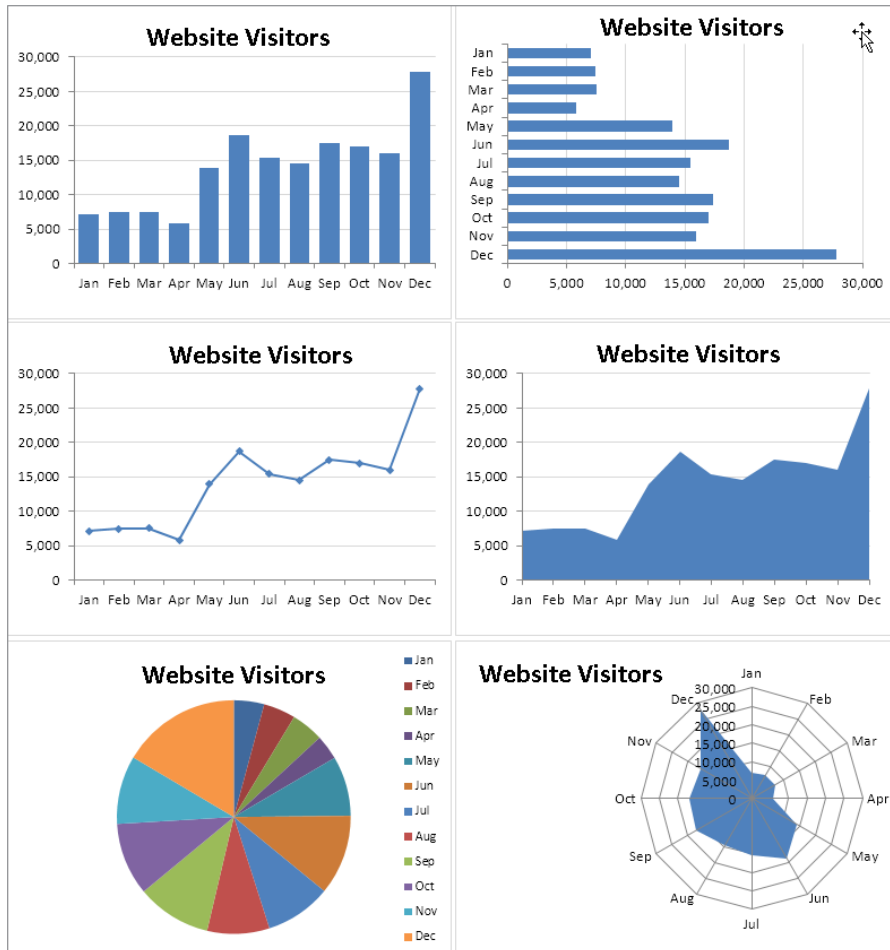 Website Visitors
30,000
25,000
20,000
15,000
10,000
5,000
0
Jan Feb Mar Apr May Jun Jul Aug Sep Oct Nov Dec
Website Visitors
Jan
Feb
Mar
Apr
May
Jun
Jul
Aug
Sep
Oct
Nov
Dec
0 5,000 10,000 15,000 20,000 25,000 30,000
Website Visitors
30,000
25,000
20,000
15,000
10,000
5,000
0
Jan Feb Mar Apr May Jun Jul Aug Sep Oct Nov Dec
Website Visitors
30,000
25,000
20,000
15,000
10,000
5,000
0
Jan Feb Mar Apr May Jun Jul Aug Sep Oct Nov Dec
Website Visitors
Jan
Feb
Mar
Apr
May
Jun
Jul
Aug
Sep
Oct
Nov
Dec
Website Visitors
Jan
Feb
Mar
Apr
May
Jun
Jul
Aug
Sep
Oct
Nov
Dec
30,000
25,000
20,000
15,000
10,000
5,000
0